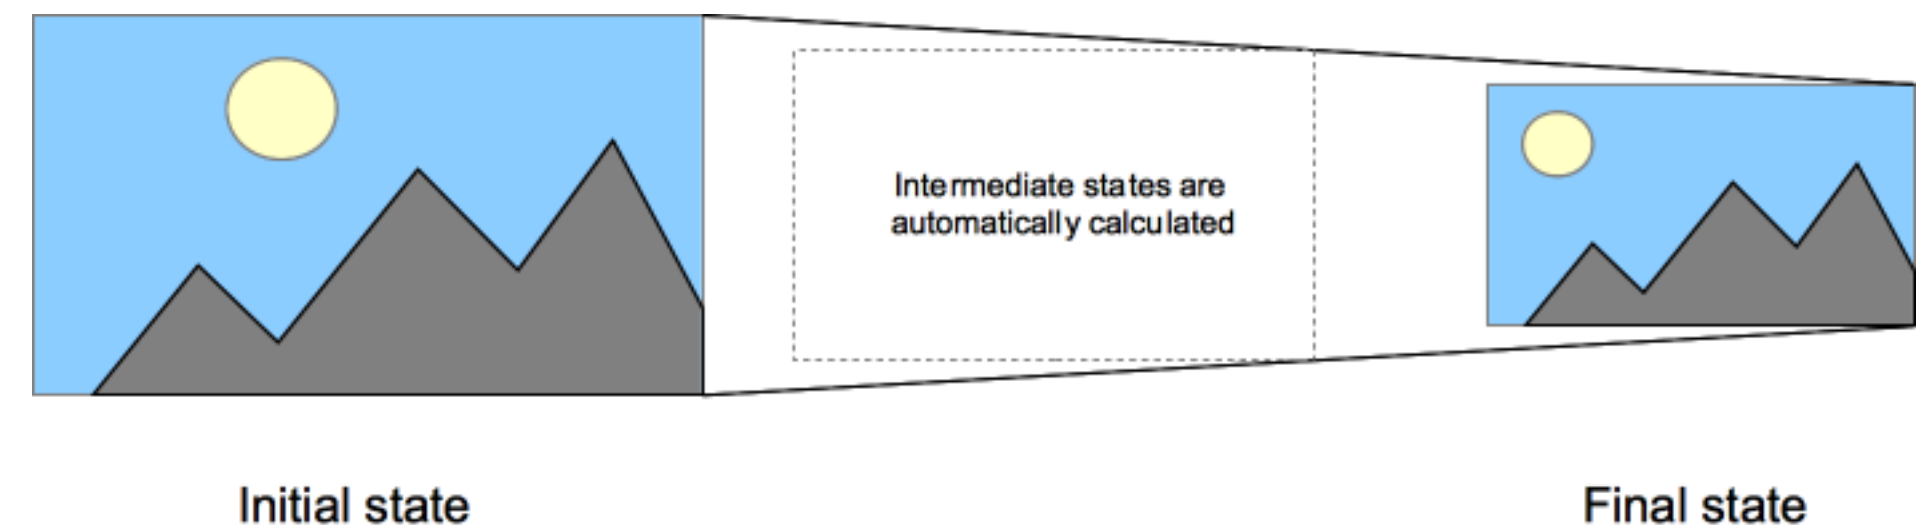 Intermediate states are
automatically calculated
Initial state
Final state